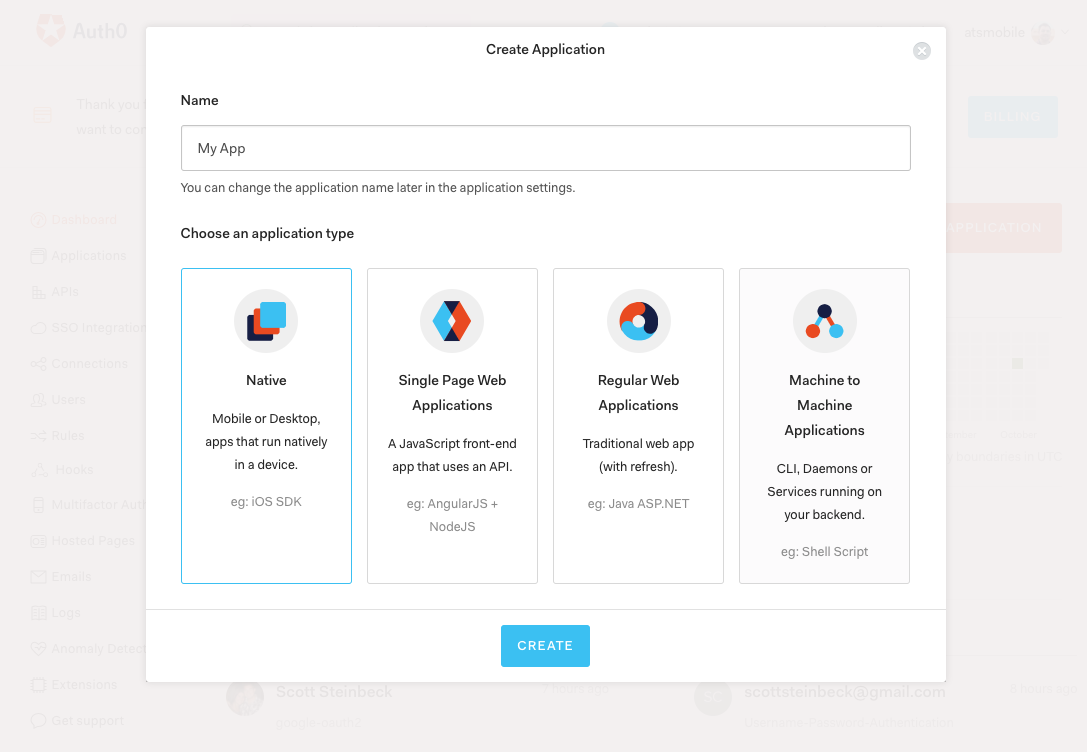 Auth0
atsmobile
Create Application
Thank you
want to
BILLING
Name
My App
You can change the application name later in the application settings.
Choose an application type
APPLICATION
Native
Mobile or Desktop,
apps that run natively
in a device.
eg: iOS SDK
Single Page Web
Applications
A JavaScript front-end
app that uses an API.
eg: AngularJS +
NodeJS
Regular Web
Applications
Traditional web app
(with refresh).
eg: Java ASP.NET
Machine to
Machine
Applications
CLI, Daemons or
Services running on
your backend.
eg: Shell Script
CREATE
Dashboard
Applications
APIs
SSO Integration
Connections
Users
Rules
Hooks
Multifactor Auth
Hosted Pages
Emails
Logs
Anomaly Detect
Extensions
Get support
boundaries in UTC
Scott Steinbeck
google-oauth2
hours ago
scottsteinbeck@gmail.com
Username-Password-Authentication
hours ago